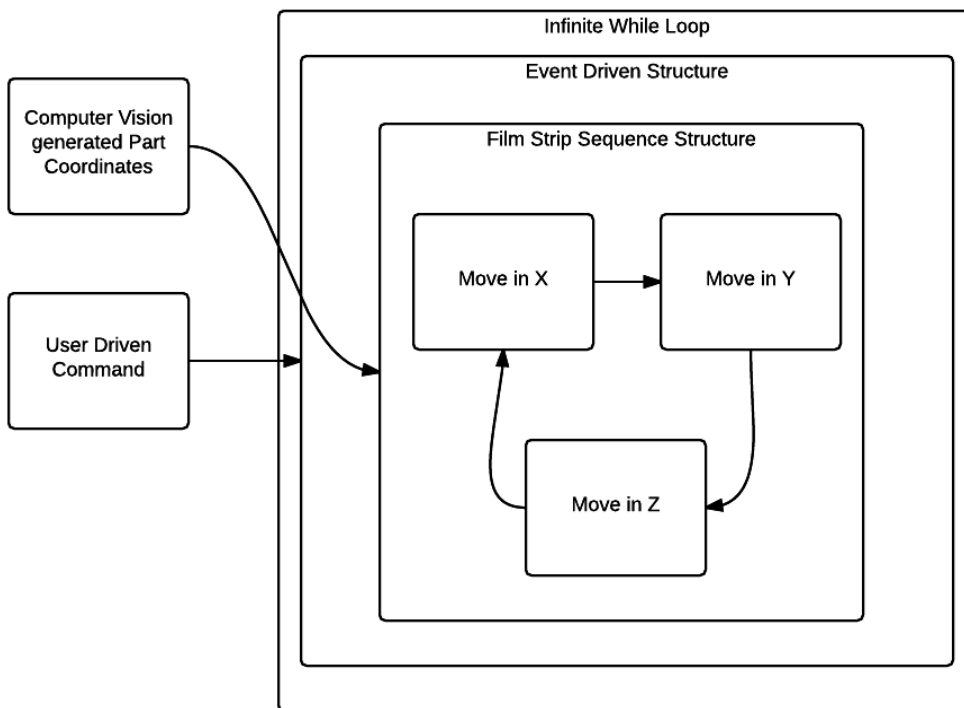 Infinite While Loop
Event Driven Structure
Film Strip Sequence Structure
Computer Vision
generated Part
Coordinates
User Driven
Command
Move in X
Move in Y
Move in Z